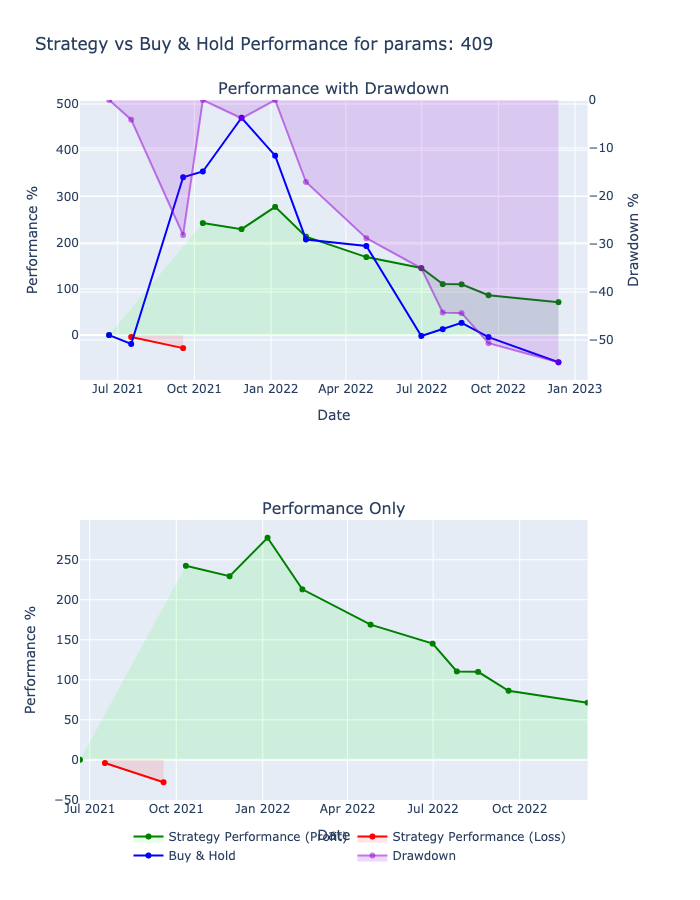 Strategy vs Buy & Hold Performance for params: 409
Performance with Drawdown
500
400
300
200
100
0
Performance %
0
−10
−20
−30
−40
−50
Drawdown %
Jul 2021 Oct 2021 Jan 2022 Apr 2022 Jul 2022 Oct 2022 Jan 2023
Date
Performance Only
250
200
150
100
50
0
−50
Performance %
Jul 2021 Oct 2021 Jan 2022 Apr 2022 Jul 2022 Oct 2022
Date
Strategy Performance (Profit) Strategy Performance (Loss)
Buy & Hold Drawdown